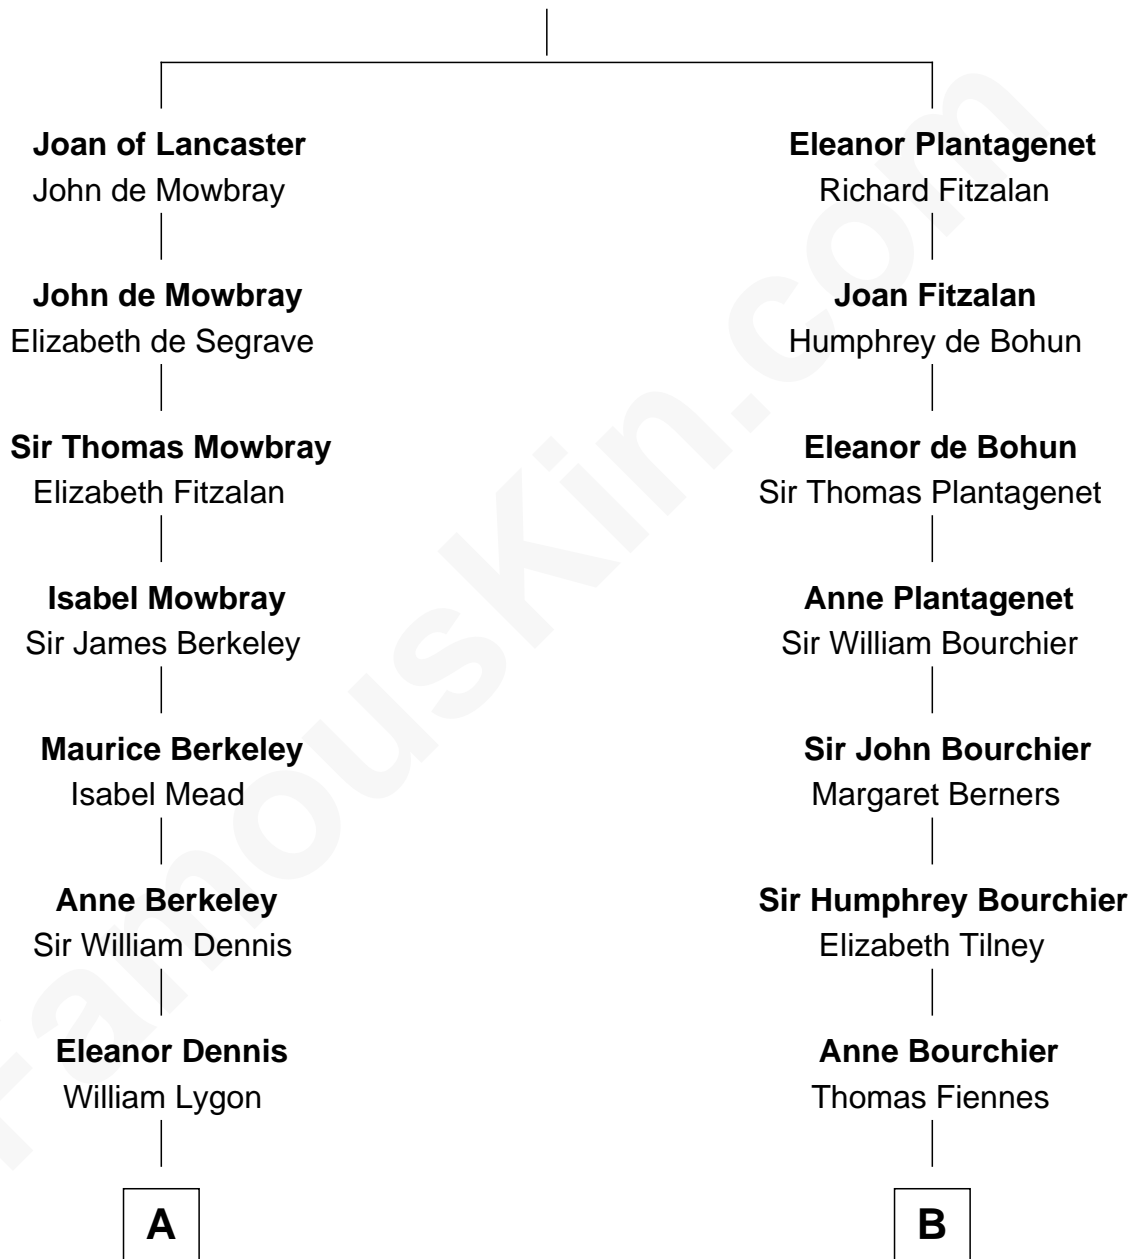 Joan of Lancaster
John de Mowbray
John de Mowbray
Elizabeth de Segrave
Sir Thomas Mowbray
Elizabeth Fitzalan
Isabel Mowbray
Sir James Berkeley
Maurice Berkeley
Isabel Mead
Anne Berkeley
Sir William Dennis
Eleanor Dennis
William Lygon
A
Eleanor Plantagenet
Richard Fitzalan
Joan Fitzalan
Humphrey de Bohun
Eleanor de Bohun
Sir Thomas Plantagenet
Anne Plantagenet
Sir William Bourchier
Sir John Bourchier
Margaret Berners
Sir Humphrey Bourchier
Elizabeth Tilney
Anne Bourchier
Thomas Fiennes
B
FamousKin.com